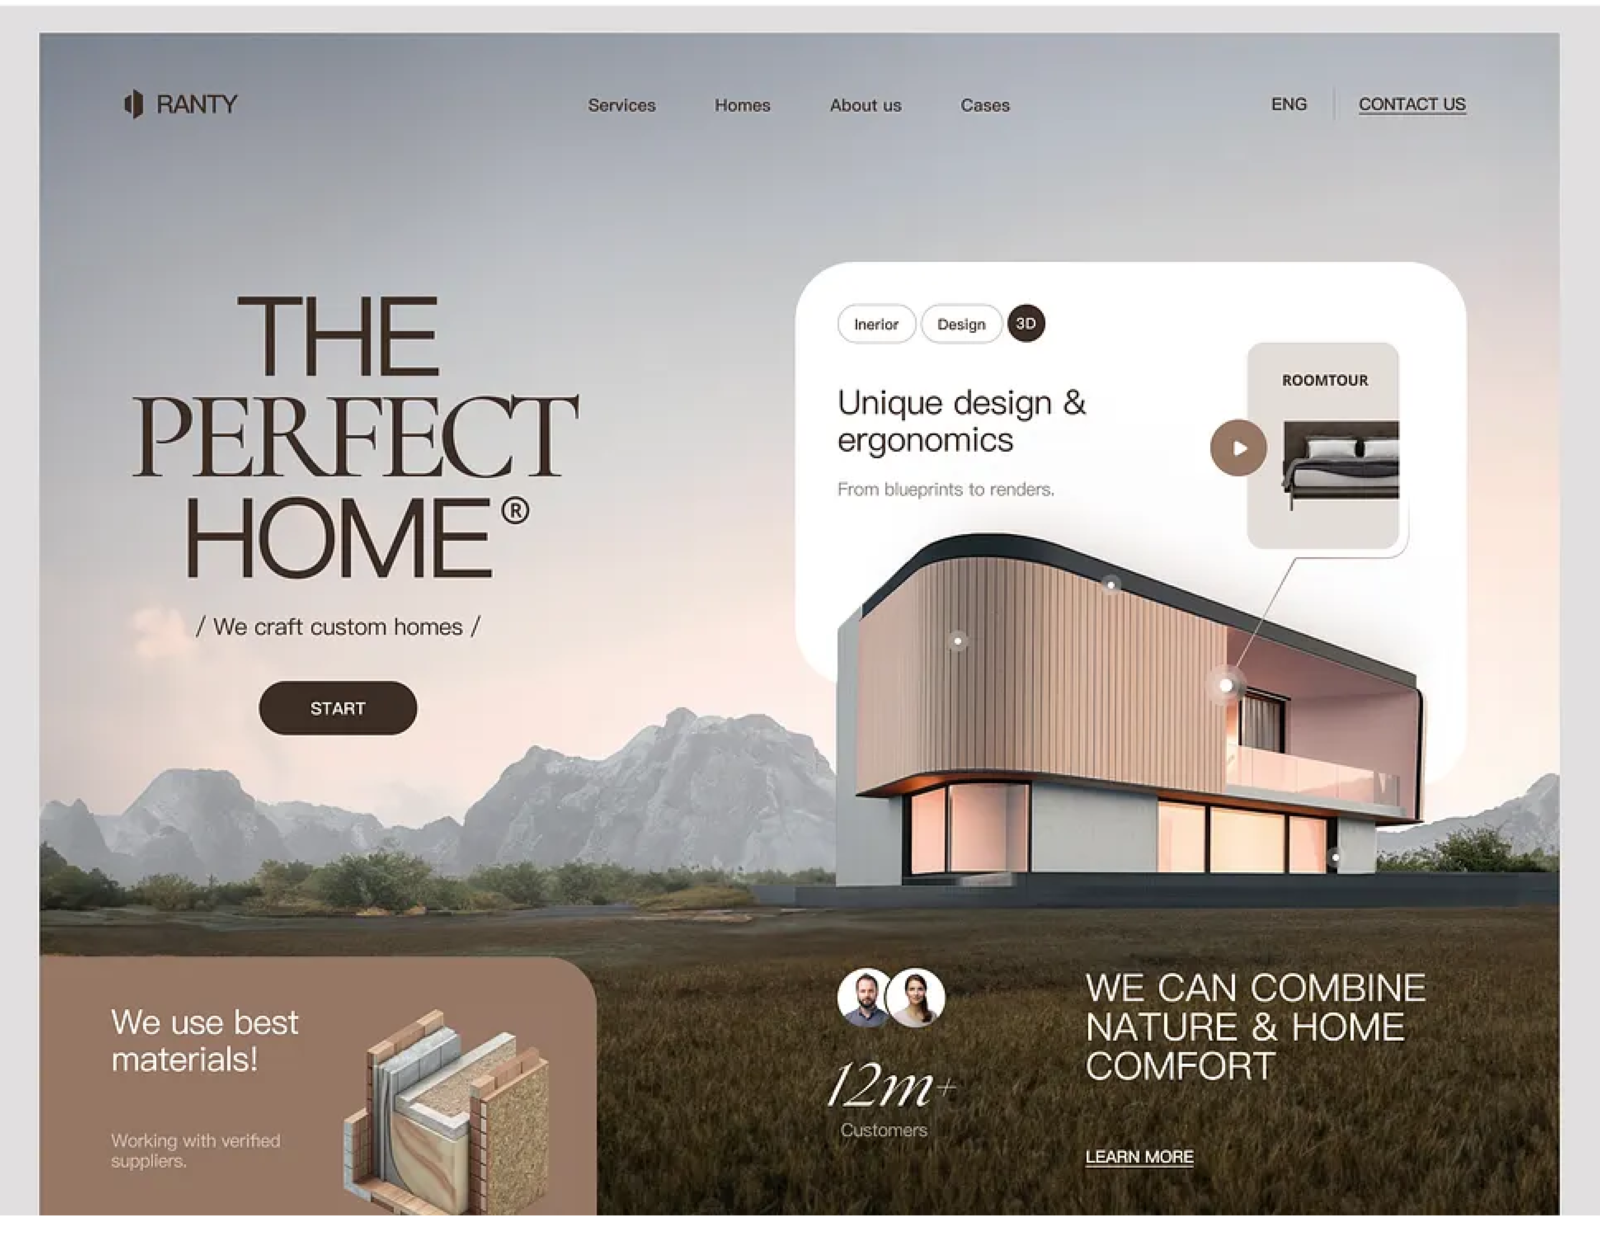 RANTY
Services
Homes
About us
Cases
ENG
CONTACT US
THE
PERFECT
HOME®
/ We craft custom homes /
START
Inerior
Design
3D
Unique design &
ergonomics
From blueprints to renders.
ROOMTOUR
We use best
materials!
Working with verified
suppliers.
12m+
Customers
WE CAN COMBINE
NATURE & HOME
COMFORT
LEARN MORE